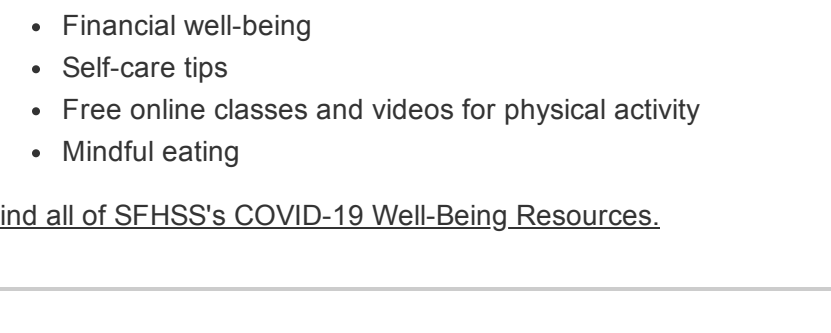 Financial well-being
Self-care tips
Free online classes and videos for physical activity
Mindful eating
ind all of SFHSS's COVID-19 Well-Being Resources.